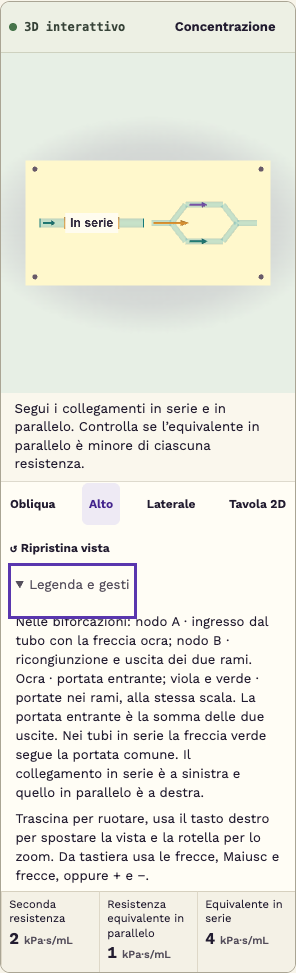 3D interattivo
Concentrazione
In serie
Segui i collegamenti in serie e in
parallelo. Controlla se l'equivalente in
parallelo è minore di ciascuna
resistenza.
Obliqua
Alto
Laterale
Tavola 2D
↺ Ripristina vista
▼ Legenda e gesti
Nelle biforcazioni: nodo A · ingresso dal
tubo con la freccia ocra; nodo B ·
ricongiunzione e uscita dei due rami.
Ocra · portata entrante; viola e verde ·
portate nei rami, alla stessa scala. La
portata entrante è la somma delle due
uscite. Nei tubi in serie la freccia verde
segue la portata comune. Il
collegamento in serie è a sinistra e
quello in parallelo è a destra.
Trascina per ruotare, usa il tasto destro
per spostare la vista e la rotella per lo
zoom. Da tastiera usa le frecce, Maiusc e
frecce, oppure + e −.
Seconda
resistenza
2 kPa·s/mL
Resistenza
equivalente in
parallelo
1 kPa·s/mL
Equivalente in
serie
4 kPa·s/mL